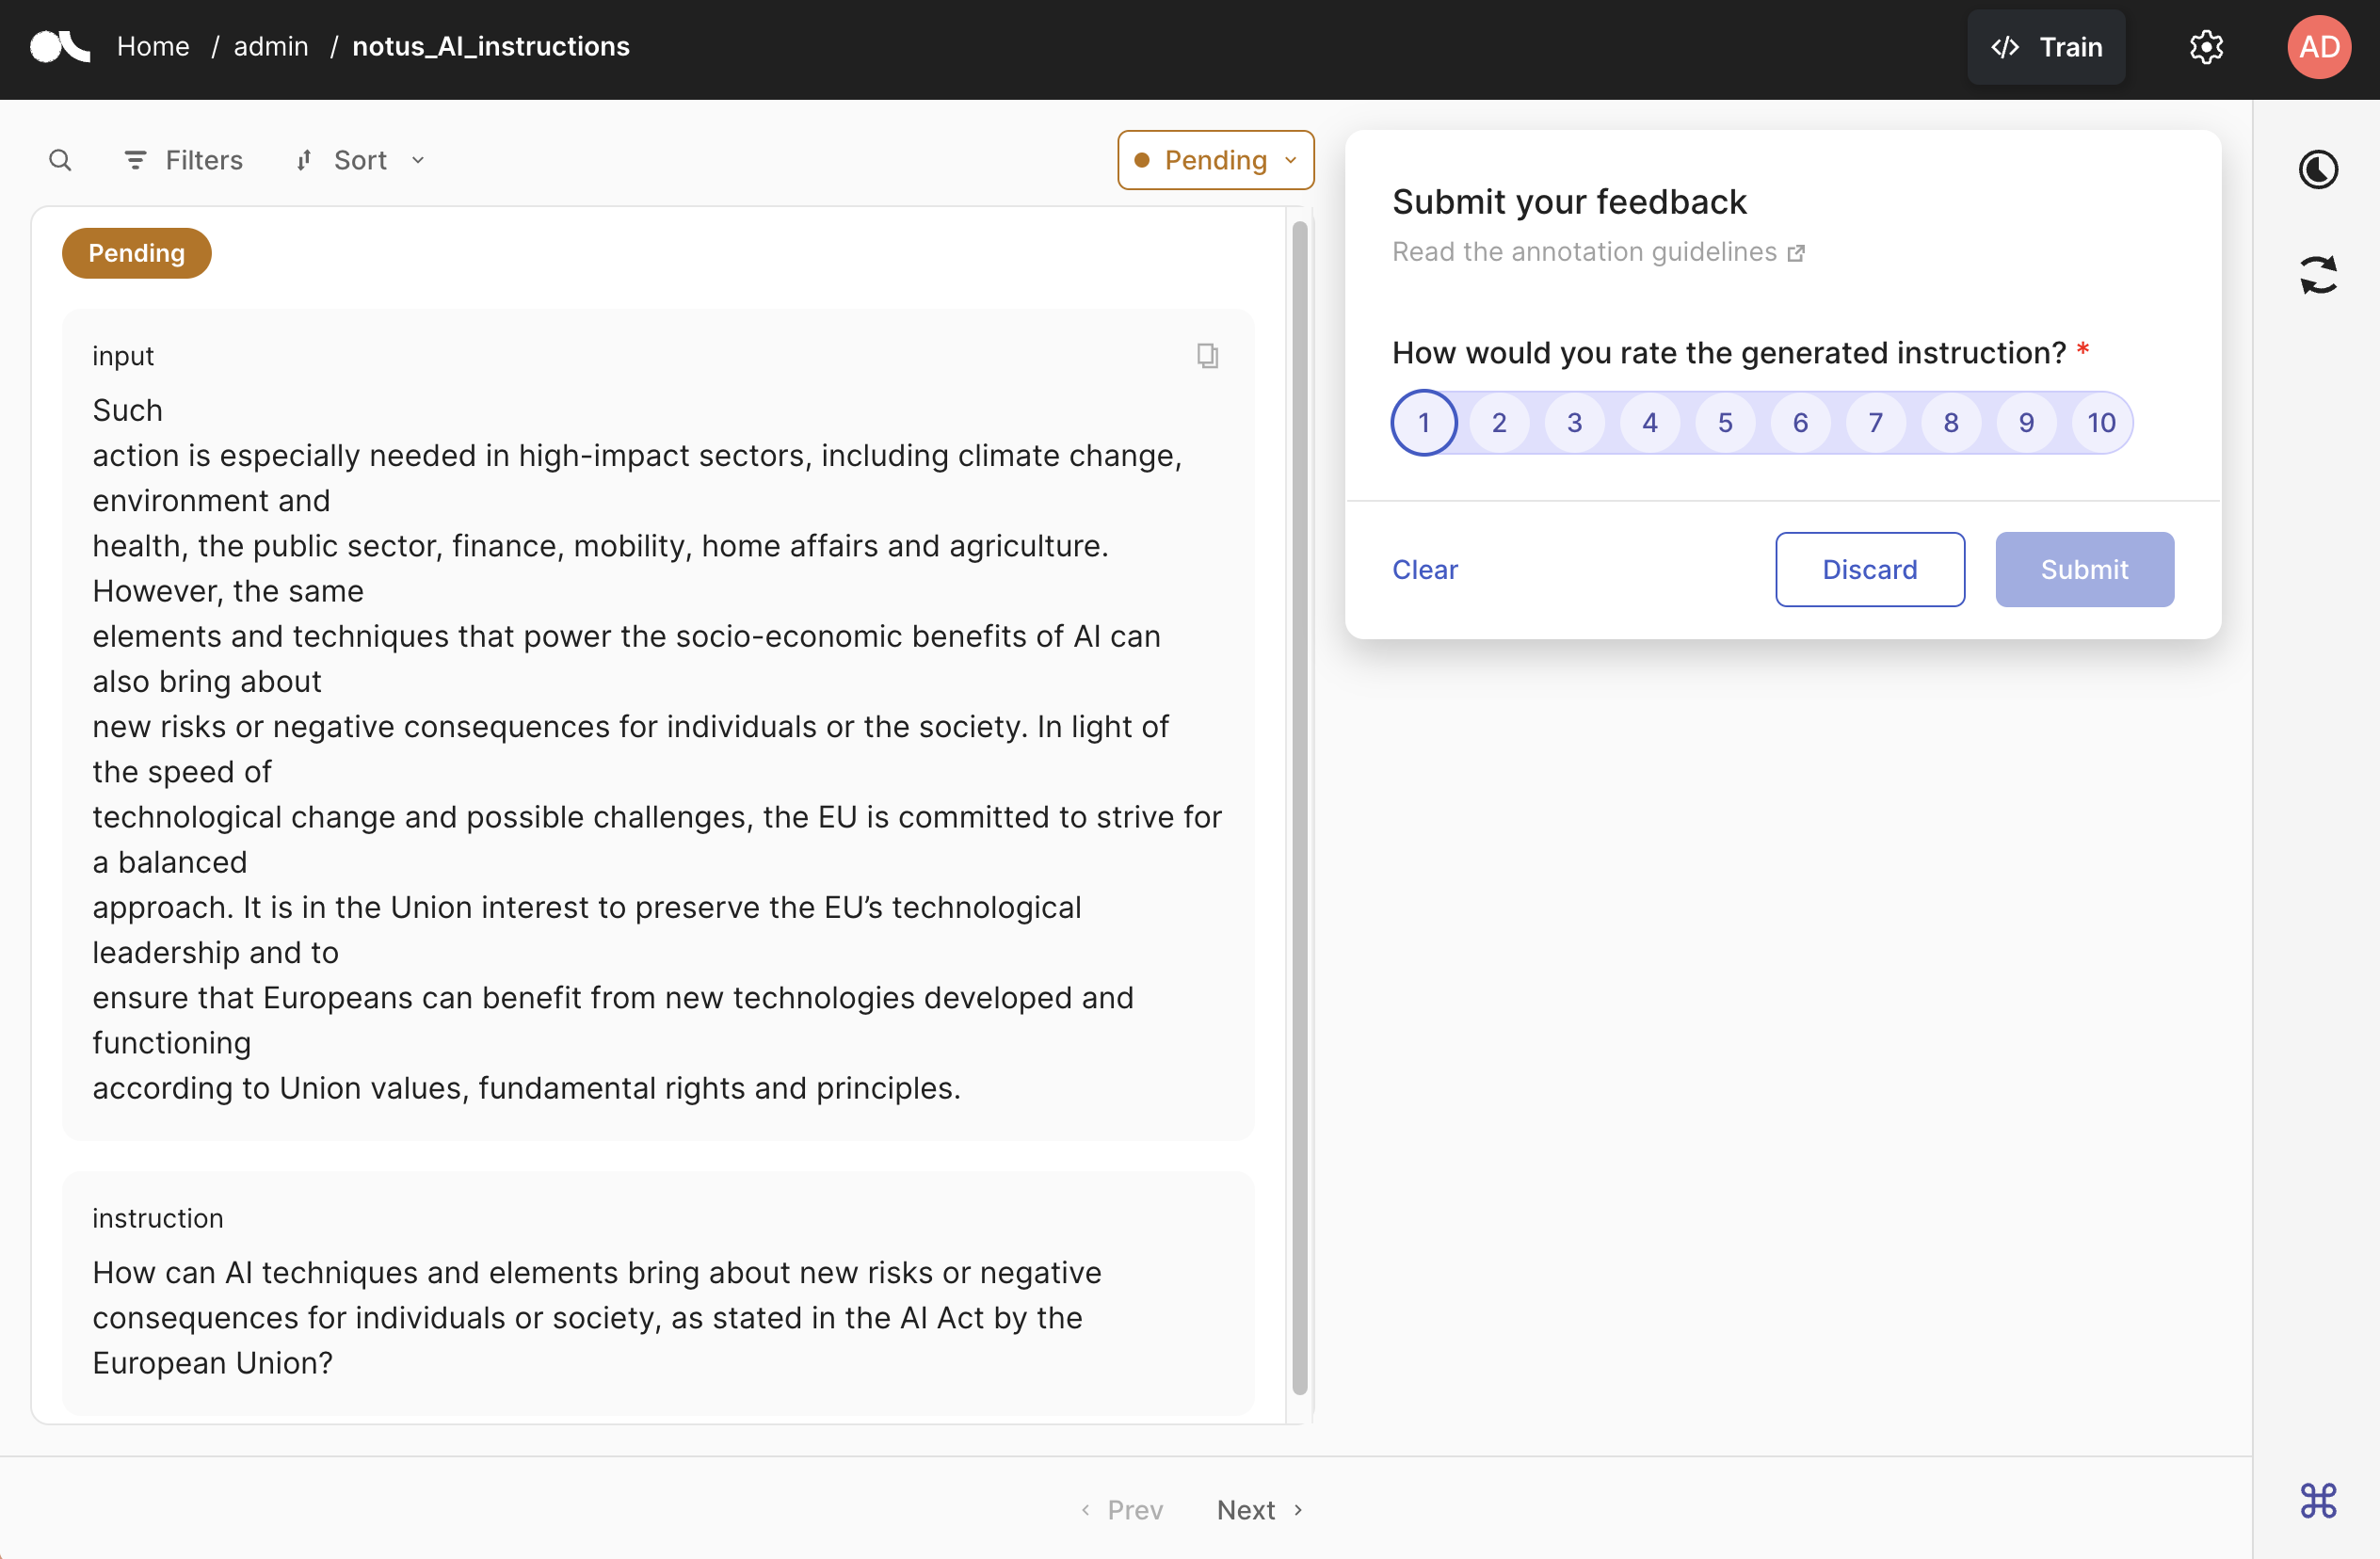 Home / admin / notus_AI_instructions
</> Train
AD
Filters
Sort
Pending
Pending
input
Such
action is especially needed in high-impact sectors, including climate change,
environment and
health, the public sector, finance, mobility, home affairs and agriculture.
However, the same
elements and techniques that power the socio-economic benefits of AI can
also bring about
new risks or negative consequences for individuals or the society. In light of
the speed of
technological change and possible challenges, the EU is committed to strive for
a balanced
approach. It is in the Union interest to preserve the EU’s technological
leadership and to
ensure that Europeans can benefit from new technologies developed and
functioning
according to Union values, fundamental rights and principles.
instruction
How can AI techniques and elements bring about new risks or negative
consequences for individuals or society, as stated in the AI Act by the
European Union?
Submit your feedback
Read the annotation guidelines
How would you rate the generated instruction? *
1 2 3 4 5 6 7 8 9 10
Clear
Discard
Submit
Prev
Next